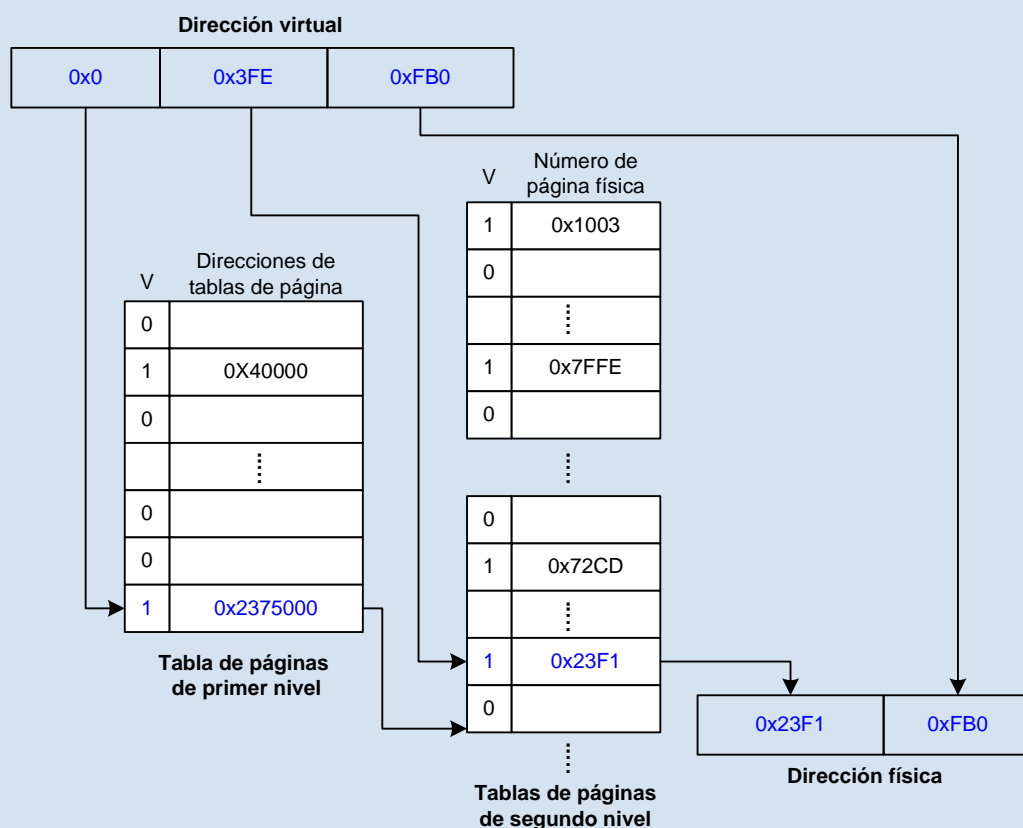 Dirección virtual
0x0 0x3FE 0xFB0
V Número de
página física
1 0x1003
0
1 0x7FFE
0
V Direcciones de
tablas de página
0
1 0X40000
0
0
0
1 0x2375000
Tabla de páginas
de primer nivel
0
1 0x72CD
1 0x23F1
0
Tablas de páginas
de segundo nivel
0x23F1 0xFB0
Dirección física